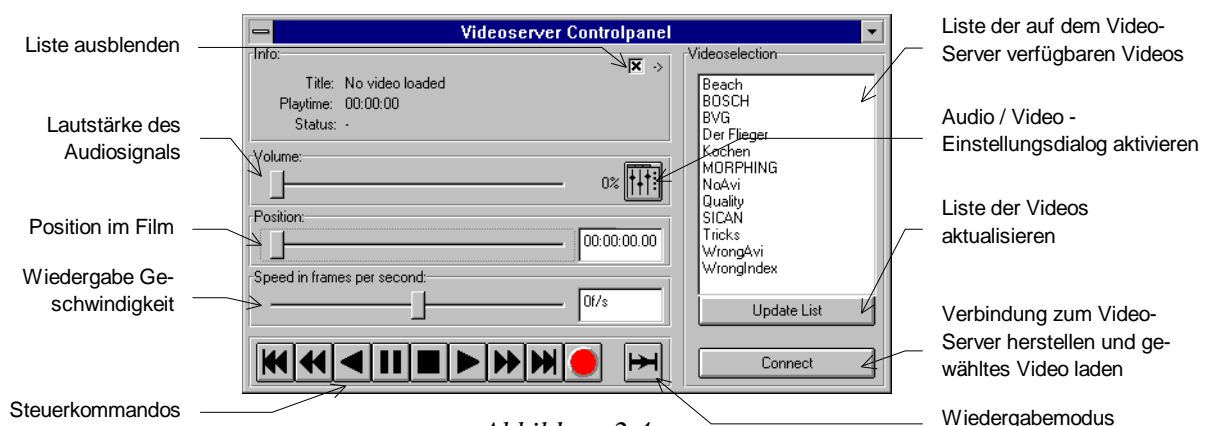 Videoserver Controlpanel
Liste ausblenden
Info:
->
Title: No video loaded
Playtime: 00:00:00
Status: -
Lautstärke des
Audiosignals
Volume:
0%
Position im Film
Position:
00:00:00.00
Wiedergabe Ge-
schwindigkeit
Speed in frames per second:
0f/s
Steuerkommandos
Videoselection
Beach
BOSCH
BVG
Der Flieger
Kochen
MORPHING
NoAvi
Quality
SICAN
Tricks
WrongAvi
WrongIndex
Update List
Connect
Liste der auf dem Video-
Server verfügbaren Videos
Audio / Video -
Einstellungsdialog aktivieren
Liste der Videos
aktualisieren
Verbindung zum Video-
Server herstellen und ge-
wähltes Video laden
Wiedergabemodus